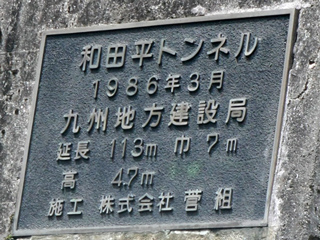 和田平トンネル
1986年3月
九州地方建設局
延長 113m 巾 7m
高 4.7m
施工 株式会社 菅組